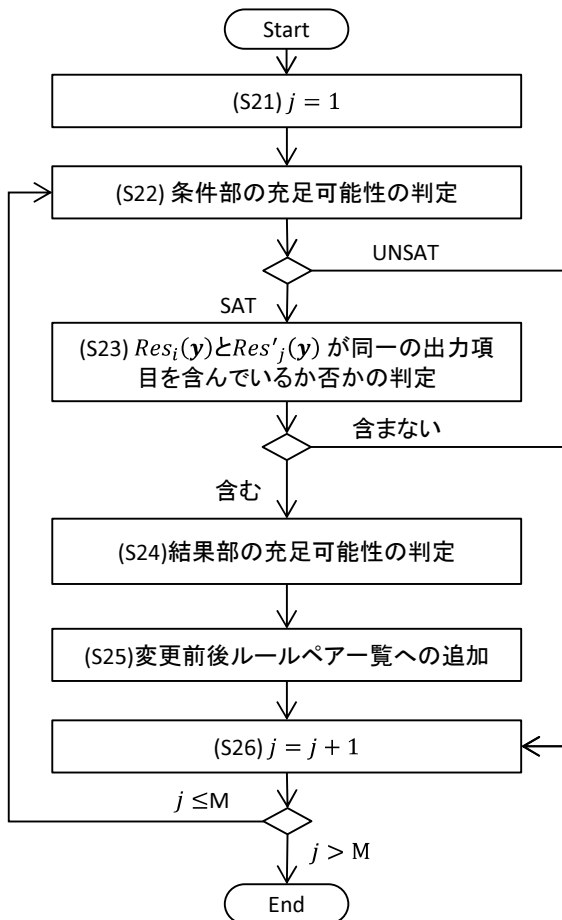 Start
(S21) j = 1
(S22) 条件部の充足可能性の判定
UNSAT
SAT
(S23) Resᵢ(y)とRes'ⱼ(y) が同一の出力項
目を含んでいるか否かの判定
含まない
含む
(S24)結果部の充足可能性の判定
(S25)変更前後ルールペア一覧への追加
(S26) j = j + 1
j ≤M
j > M
End